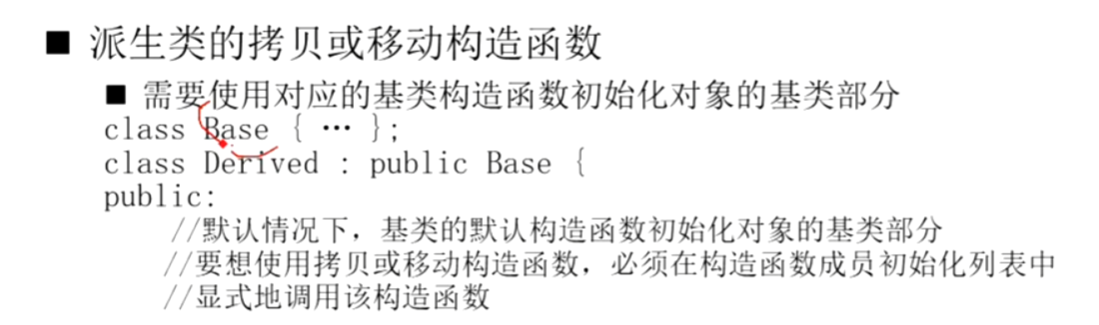 ■ 派生类的拷贝或移动构造函数
■ 需要使用对应的基类构造函数初始化对象的基类部分
class Base { … };
class Derived : public Base {
public:
//默认情况下，基类的默认构造函数初始化对象的基类部分
//要想使用拷贝或移动构造函数，必须在构造函数成员初始化列表中
//显式地调用该构造函数